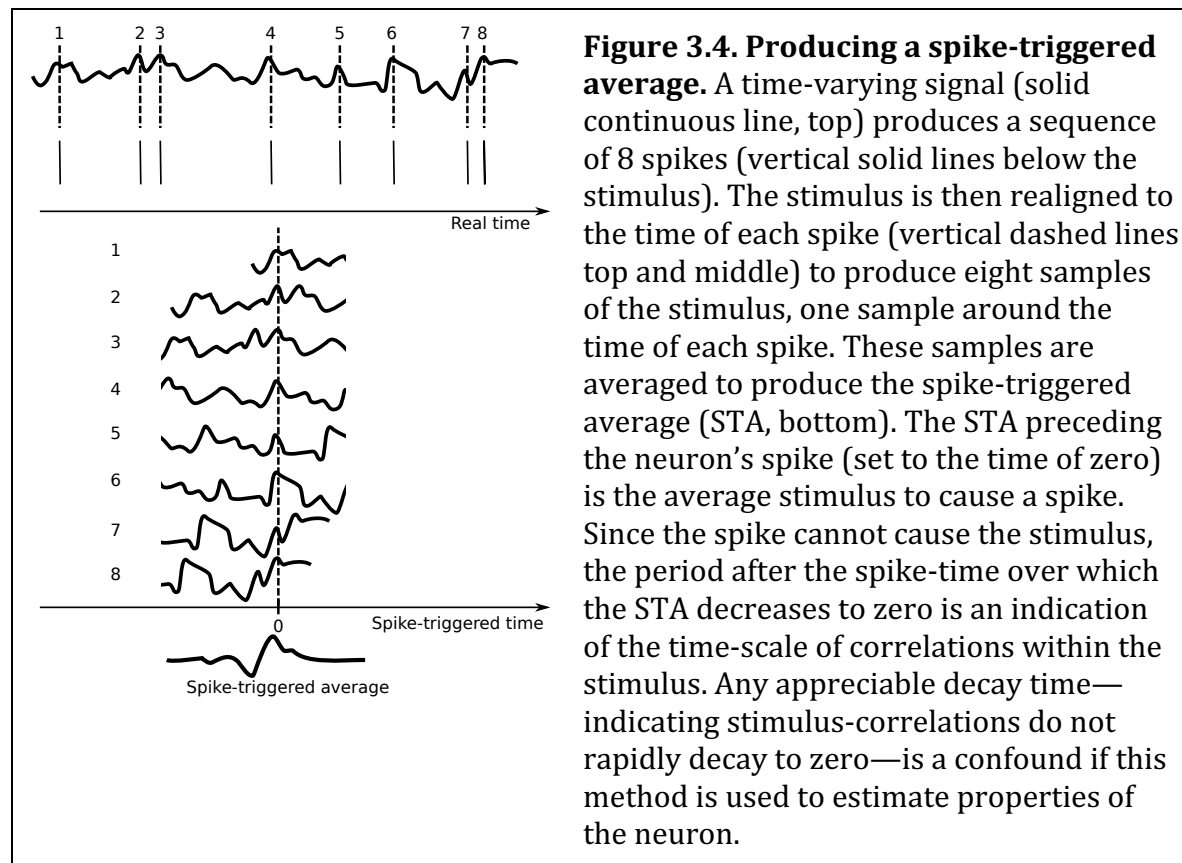 1 2 3 4 5 6 7 8
Real time
1
2
3
4
5
6
7
8
0
Spike-triggered time
Spike-triggered average
Figure 3.4. Producing a spike-triggered
average. A time-varying signal (solid
continuous line, top) produces a sequence
of 8 spikes (vertical solid lines below the
stimulus). The stimulus is then realigned to
the time of each spike (vertical dashed lines
top and middle) to produce eight samples
of the stimulus, one sample around the
time of each spike. These samples are
averaged to produce the spike-triggered
average (STA, bottom). The STA preceding
the neuron’s spike (set to the time of zero)
is the average stimulus to cause a spike.
Since the spike cannot cause the stimulus,
the period after the spike-time over which
the STA decreases to zero is an indication
of the time-scale of correlations within the
stimulus. Any appreciable decay time—
indicating stimulus-correlations do not
rapidly decay to zero—is a confound if this
method is used to estimate properties of
the neuron.